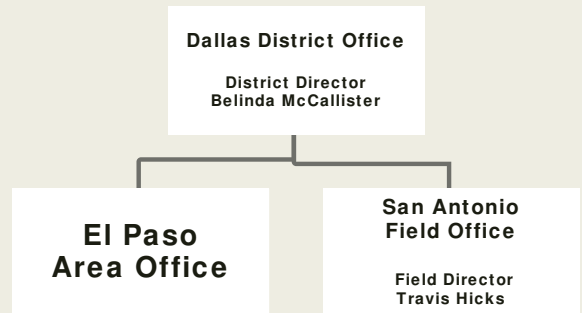 Dallas District Office
District Director
Belinda McCallister
El Paso
Area Office
San Antonio
Field Office
Field Director
Travis Hicks